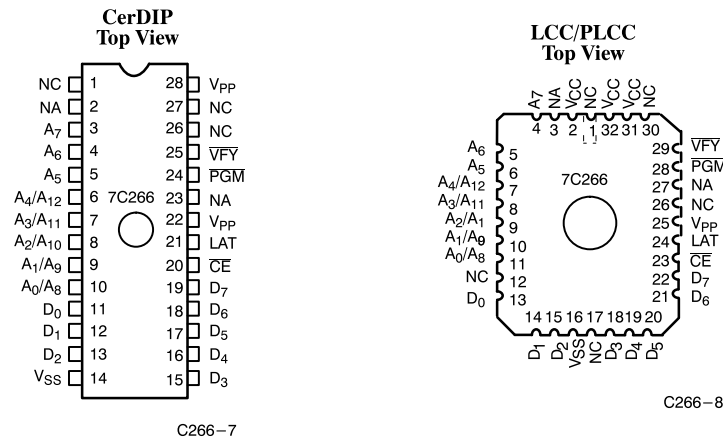 CerDIP
Top View
NC 1 28 VPP
NA 2 27 NC
A7 3 26 NC
A6 4 25 VFY
A5 5 24 PGM
A4/A12 6 7C266 23 NA
A3/A11 7 22 VPP
A2/A10 8 21 LAT
A1/A9 9 20 CE
A0/A8 10 19 D7
D0 11 18 D6
D1 12 17 D5
D2 13 16 D4
VSS 14 15 D3
C266–7
LCC/PLCC
Top View
A7 NA VCC NC VCC VCC NC
4 3 2 1 32 31 30
A6 5 29 VFY
A5 6 28 PGM
A4/A12 7 7C266 27 NA
A3/A11 8 26 NC
A2/A1 9 25 VPP
A1/A9 10 24 LAT
A0/A8 11 23 CE
NC 12 22 D7
D0 13 21 D6
14 15 16 17 18 19 20
D1 D2 VSS NC D3 D4 D5
C266–8